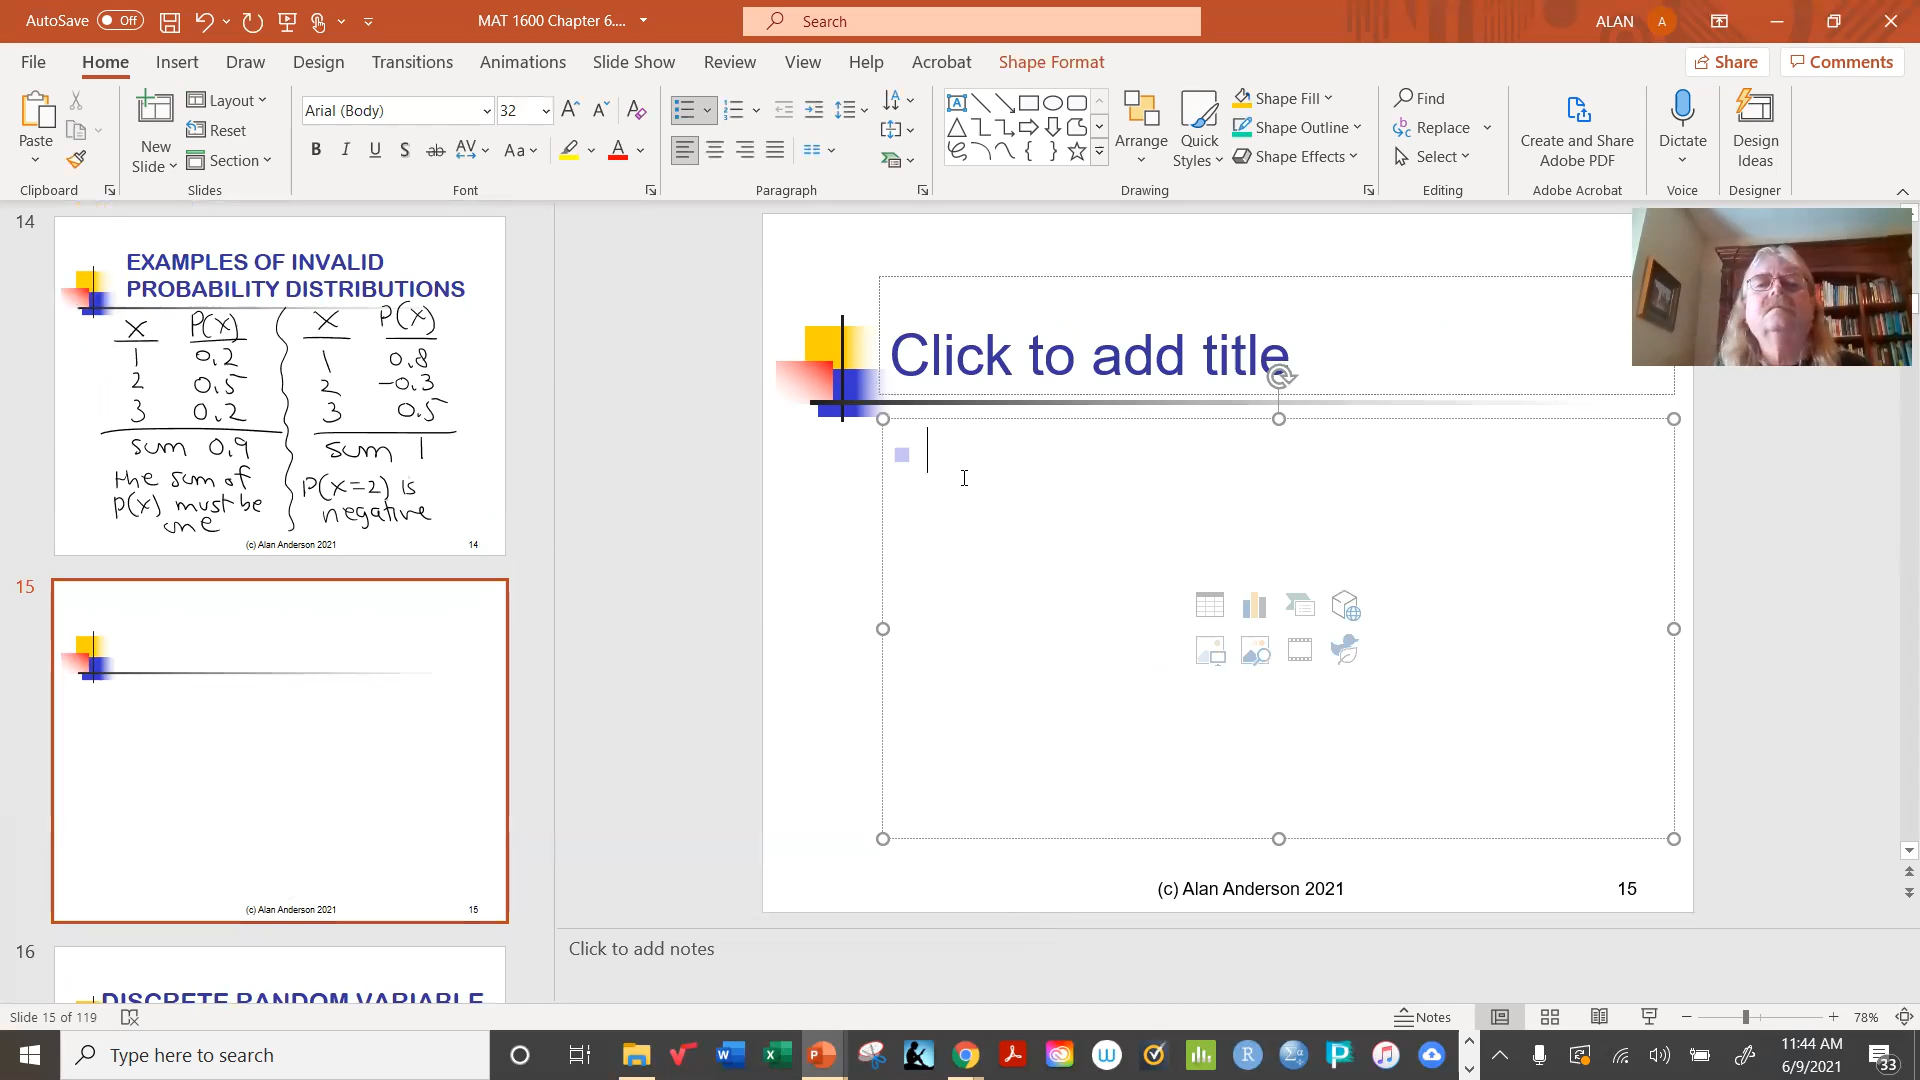 AutoSave Off MAT 1600 Chapter 6.... Search ALAN A
File Home Insert Draw Design Transitions Animations Slide Show Review View Help Acrobat Shape Format Share Comments
Paste
New Slide
Layout
Reset
Section
Arial (Body) 32
B I U S ab AV Aa A
Arrange
Quick Styles
Shape Fill
Shape Outline
Shape Effects
Find
Replace
Select
Create and Share Adobe PDF
Dictate
Design Ideas
Clipboard Slides Font Paragraph Drawing Editing Adobe Acrobat Voice Designer
14
EXAMPLES OF INVALID
PROBABILITY DISTRIBUTIONS
X P(X)
1 0.2
2 0.5
3 0.2
sum 0.9
the sum of
p(x) must be
one
X P(X)
1 0.8
2 -0.3
3 0.5
sum 1
P(X=2) is
negative
(c) Alan Anderson 2021 14
15
(c) Alan Anderson 2021 15
16
DISCRETE RANDOM VARIABLE
Click to add title
(c) Alan Anderson 2021 15
Click to add notes
Slide 15 of 119 Notes 78%
Type here to search
11:44 AM
6/9/2021
33